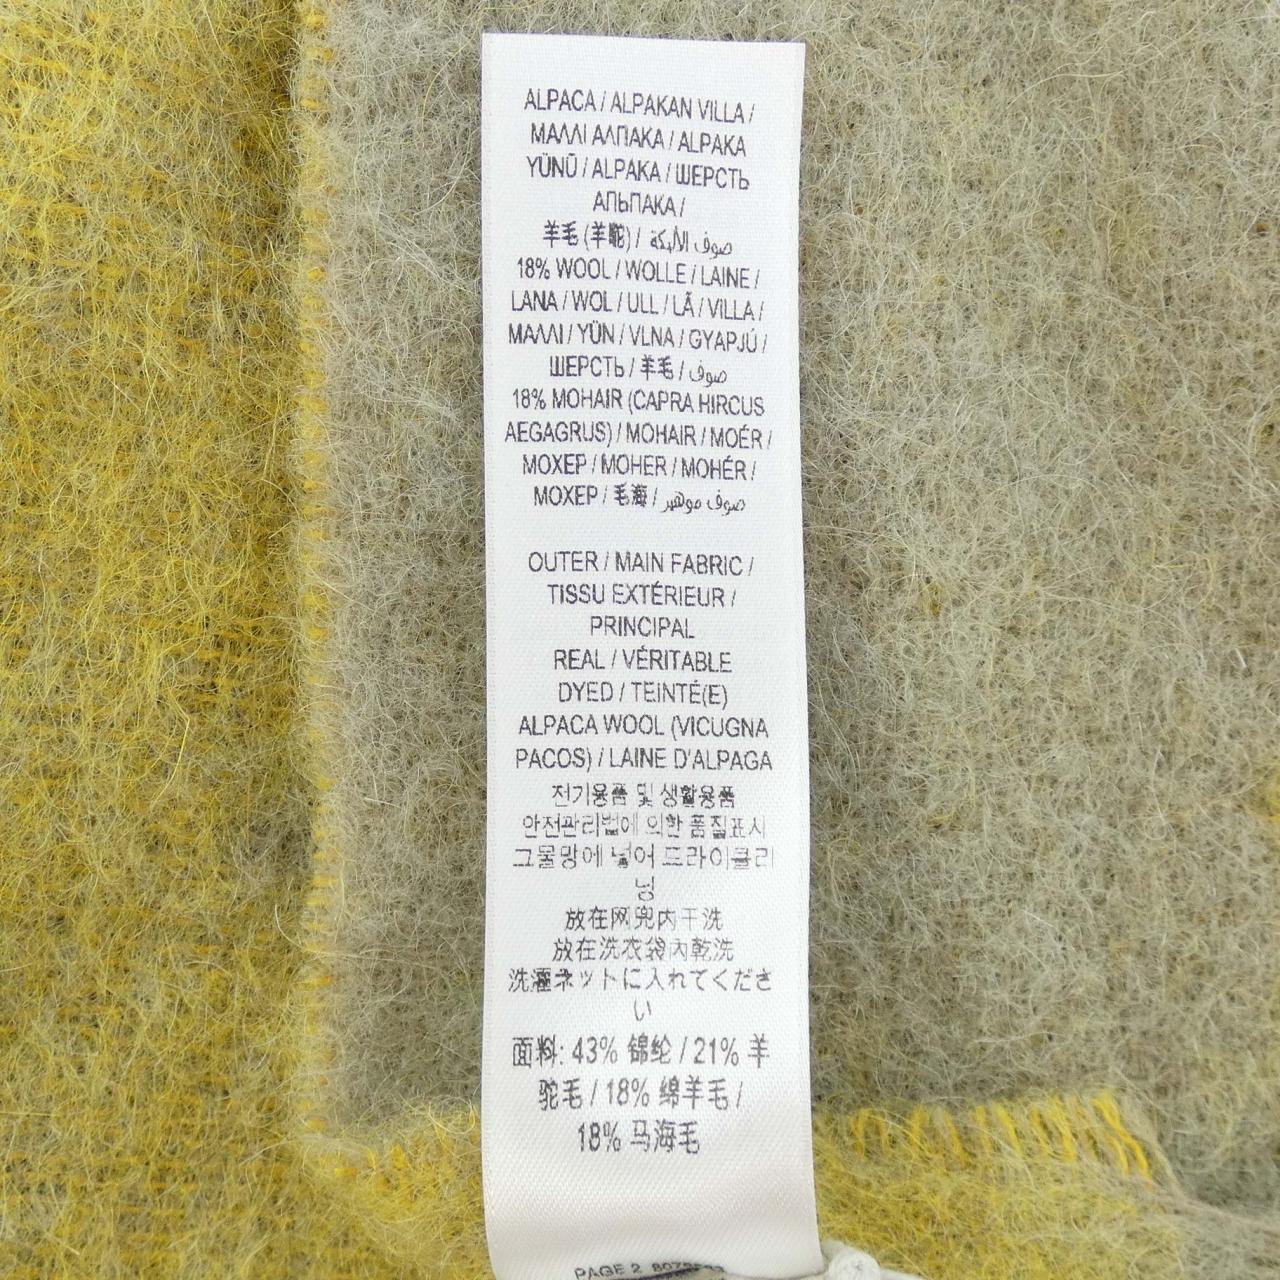 ALPACA / ALPAKAN VILLA /
ΜΑΛΛΙ ΑΛΠΑΚΑ / ALPAKA
YÜNÜ / ALPAKA / ШЕРСТЬ
АЛЬПАКА /
羊毛 (羊駝) / صوف الألبكة
18% WOOL / WOLLE / LAINE /
LANA / WOL / ULL / LÃ / VILLA /
ΜΑΛΛΙ / YÜN / VLNA / GYAPJÚ /
ШЕРСТЬ / 羊毛 / صوف
18% MOHAIR (CAPRA HIRCUS
AEGAGRUS) / MOHAIR / MOÉR /
ΜΟΧΕΡ / MOHER / MOHÉR /
МОХЕР / 毛海 / صوف موهير
OUTER / MAIN FABRIC /
TISSU EXTÉRIEUR /
PRINCIPAL
REAL / VÉRITABLE
DYED / TEINTÉ(E)
ALPACA WOOL (VICUGNA
PACOS) / LAINE D'ALPAGA
전기용품 및 생활용품
안전관리법에 의한 품질표시
그물망에 넣어 드라이클리
닝
放在网兜内干洗
放在洗衣袋內乾洗
洗濯ネットに入れてくださ
い
面料: 43% 锦纶 / 21% 羊
驼毛 / 18% 绵羊毛 /
18% 马海毛
PAGE 2